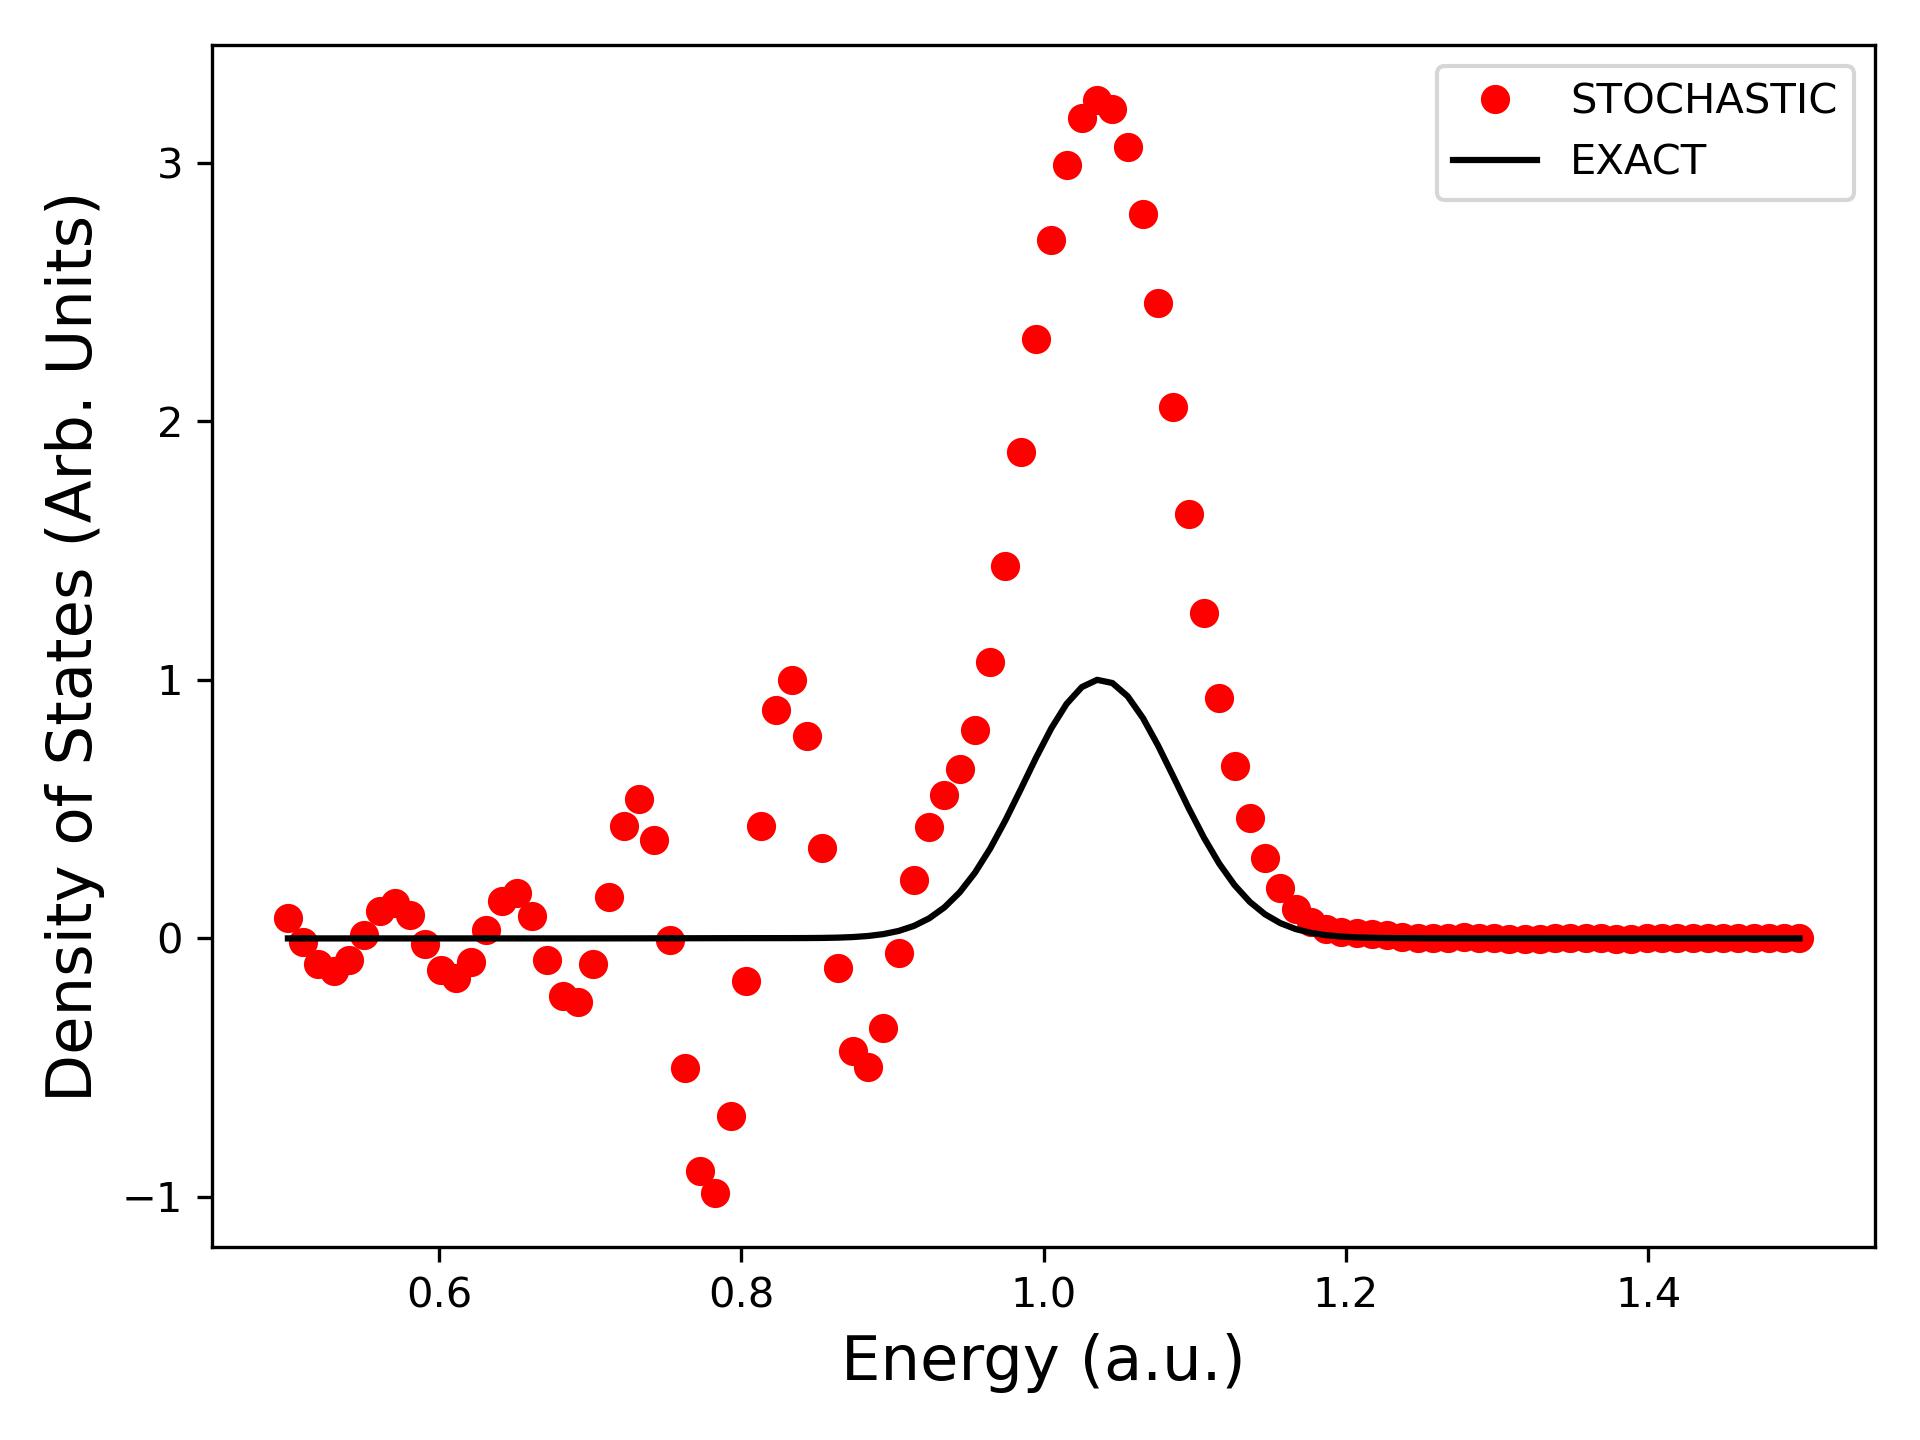 STOCHASTIC
EXACT
Density of States (Arb. Units)
3
2
1
0
−1
0.6 0.8 1.0 1.2 1.4
Energy (a.u.)